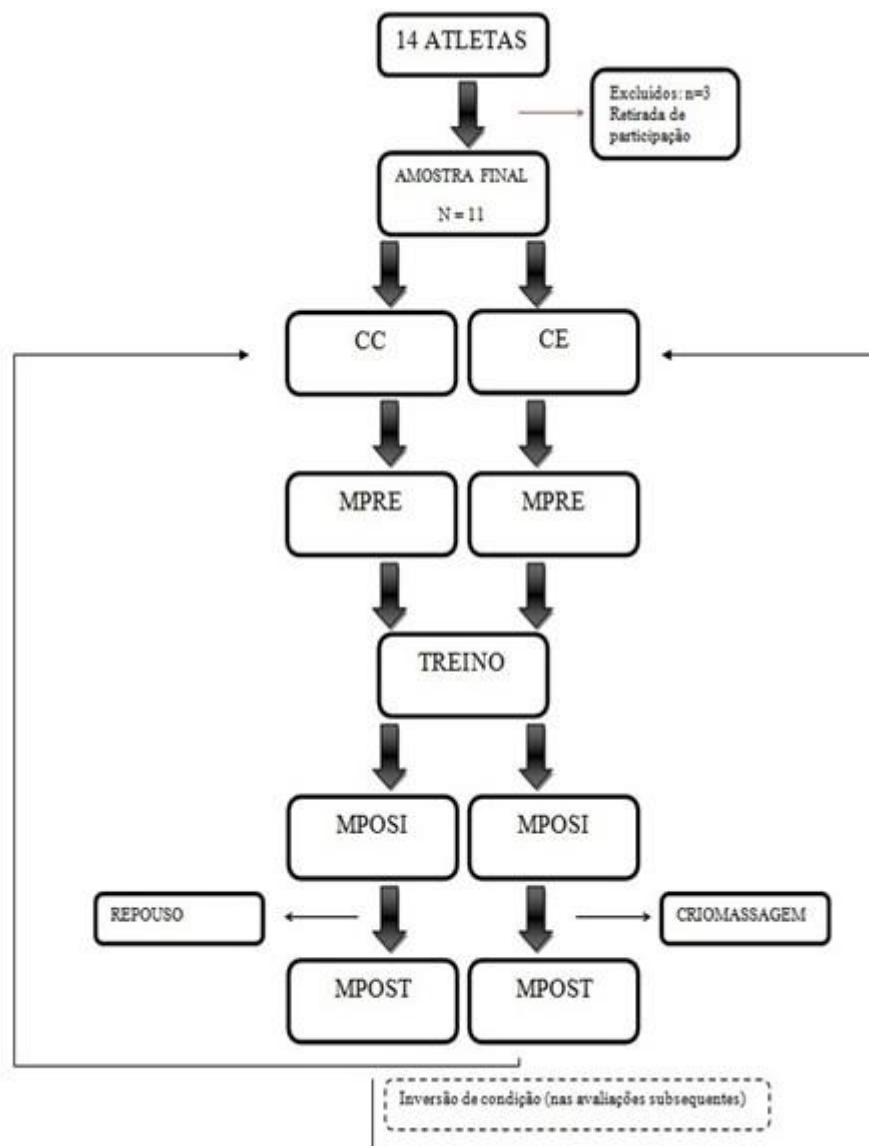 14 ATLETAS
Excluídos: n=3
Retirada de
participação
AMOSTRA FINAL
N = 11
CC
CE
MPRE
MPRE
TREINO
MPOSI
MPOSI
REPOUSO
CRIOMASSAGEM
MPOST
MPOST
Inversão de condição (nas avaliações subsequentes)